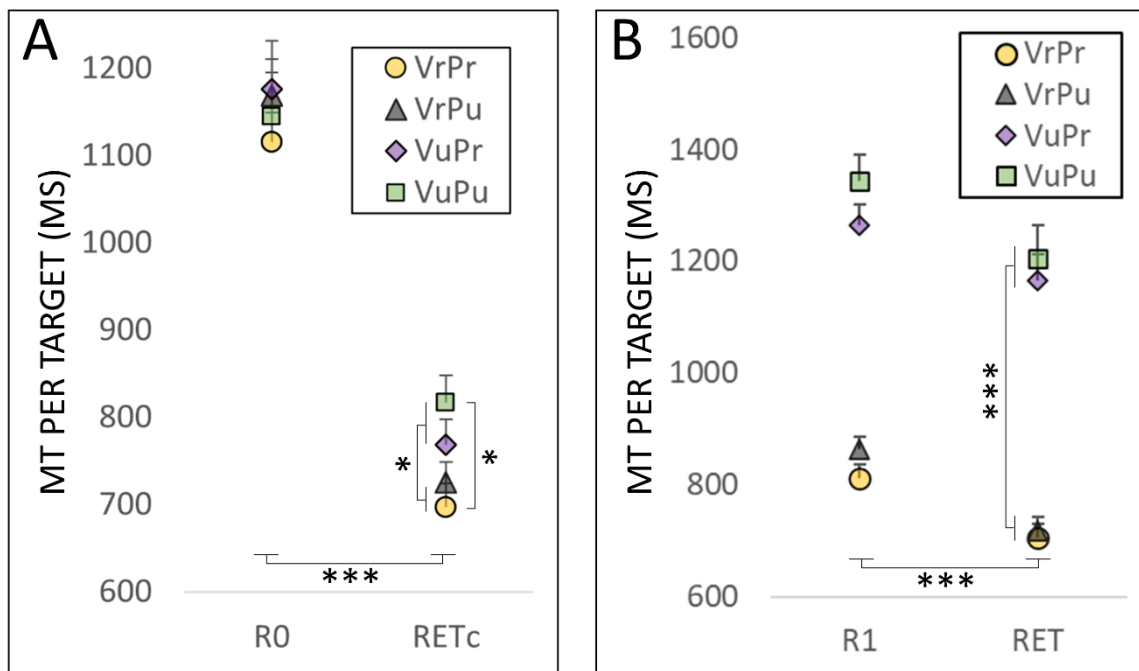 A
MT PER TARGET (MS)
1200
1100
1000
900
800
700
600
VrPr
VrPu
VuPr
VuPu
*
*
***
R0
RETc
B
MT PER TARGET (MS)
1600
1400
1200
1000
800
600
VrPr
VrPu
VuPr
VuPu
***
***
R1
RET